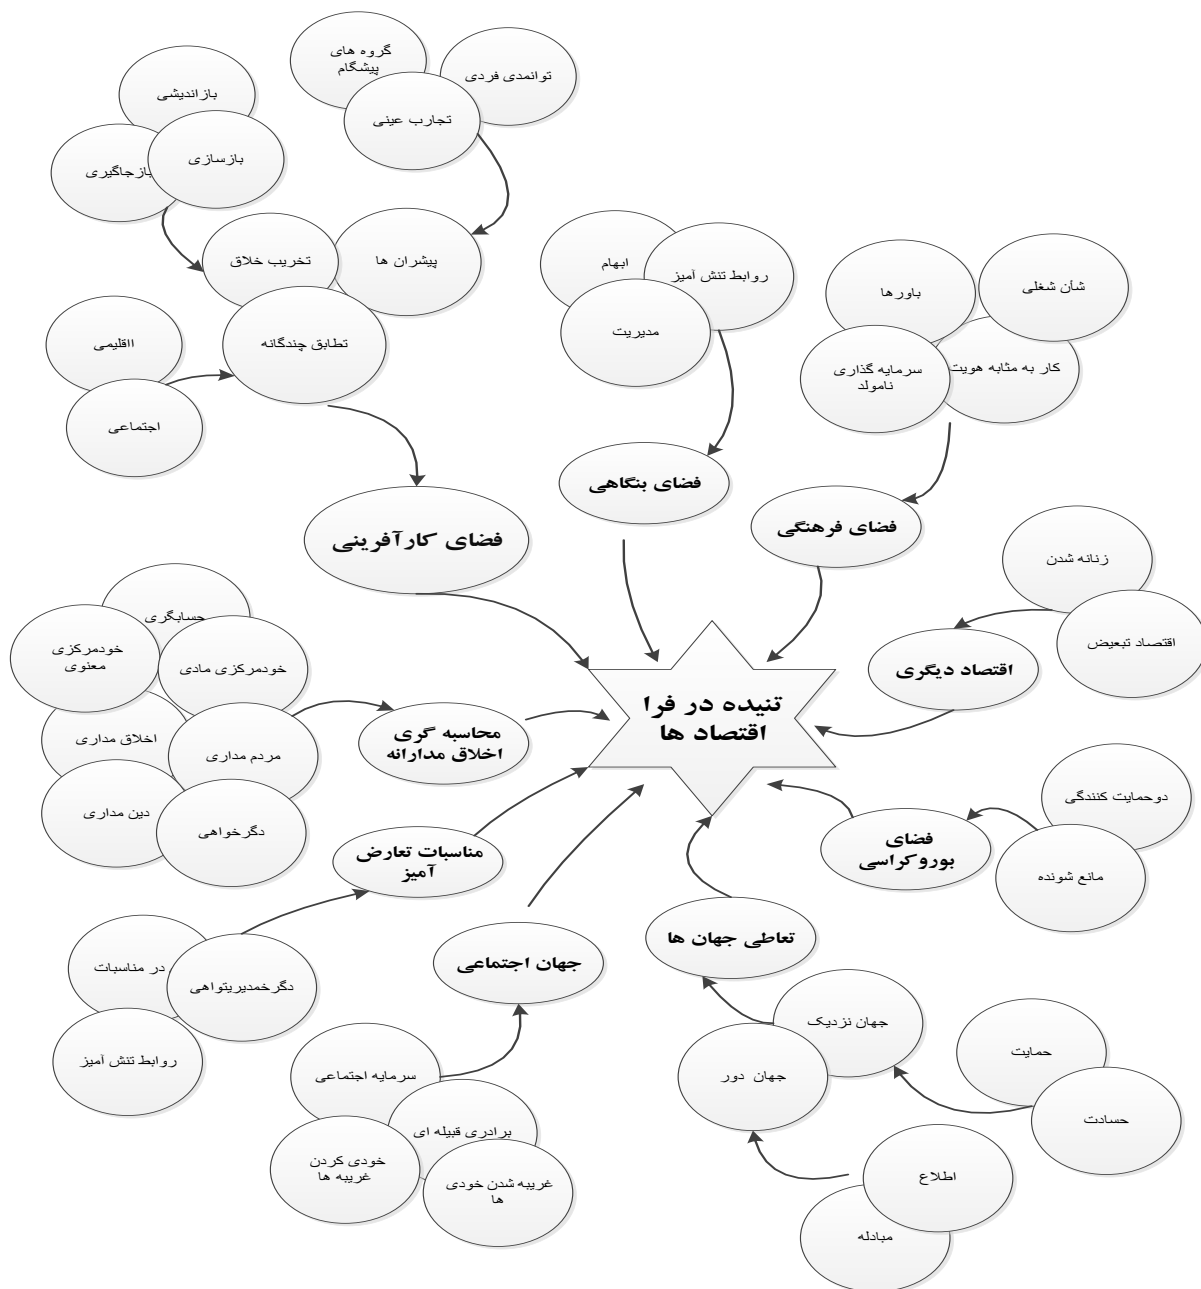 گروه های
پیشگام
توانمدی فردی
تجارب عینی
بازاندیشی
بازسازی
بازجاگیری
پیشران ها
تخریب خلاق
تطابق چندگانه
ااقلیمی
اجتماعی
فضای کارآفرینی
ابهام
روابط تنش آمیز
مدیریت
فضای بنگاهی
شأن شغلی
باورها
کار به مثابه هویت
سرمایه گذاری
نامولد
فضای فرهنگی
زنانه شدن
اقتصاد تبعیض
اقتصاد دیگری
تنیده در فرا
اقتصاد ها
حسابگری
خودمرکزی
معنوی
خودمرکزی مادی
اخلاق مداری
مردم مداری
دین مداری
دگرخواهی
محاسبه گری
اخلاق مدارانه
مناسبات تعارض
آمیز
در مناسبات
دگرخمدیریتواهی
روابط تنش آمیز
جهان اجتماعی
سرمایه اجتماعی
برادری قبیله ای
خودی کردن
غریبه ها
غریبه شدن خودی
ها
دوحمایت کنندگی
مانع شونده
فضای
بوروکراسی
تعاطی جهان ها
جهان نزدیک
جهان دور
حمایت
حسادت
اطلاع
مبادله